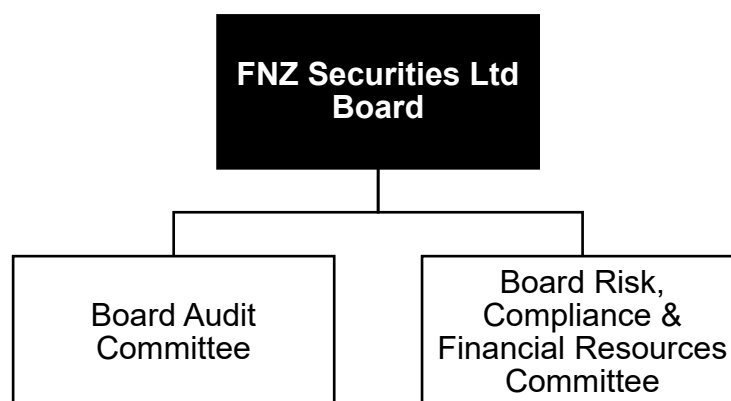 FNZ Securities Ltd
Board
Board Audit
Committee
Board Risk,
Compliance &
Financial Resources
Committee